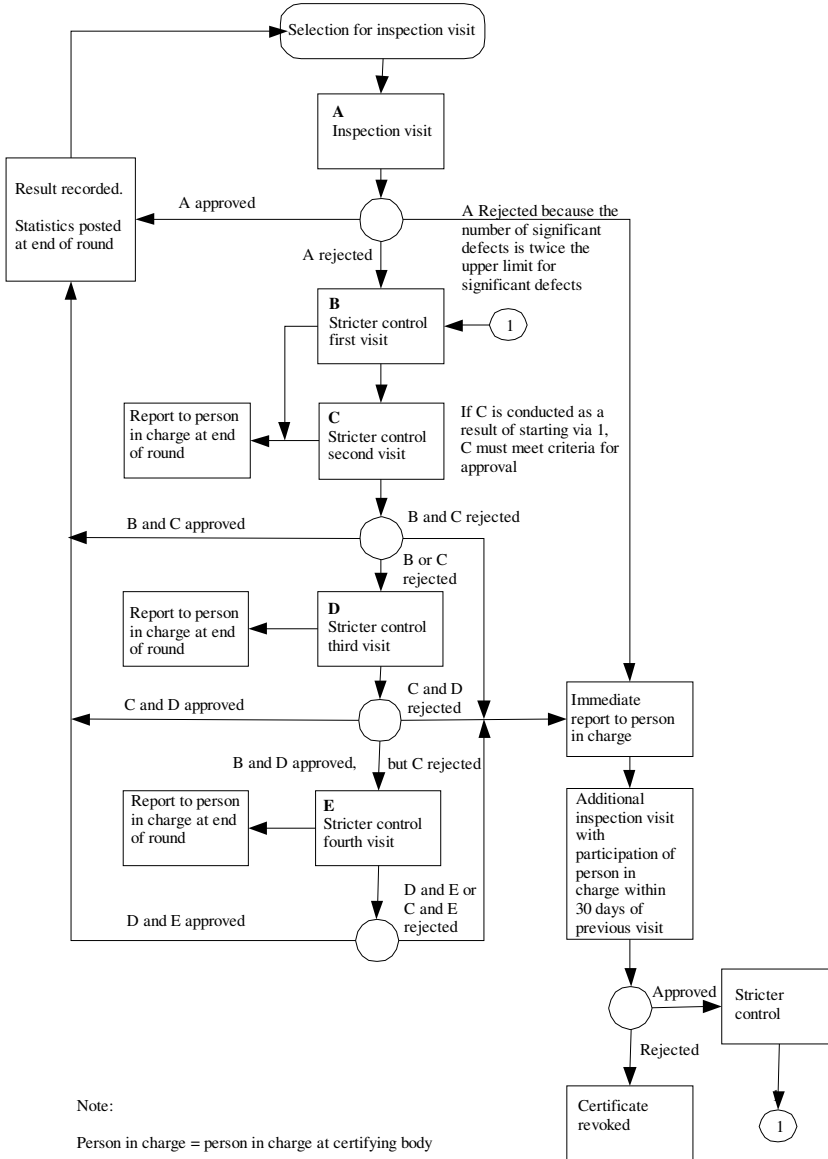 Selection for inspection visit
A
Inspection visit
Result recorded.
Statistics posted
at end of round
A approved
A Rejected because the
number of significant
defects is twice the
upper limit for
significant defects
A rejected
B
Stricter control
first visit
1
Report to person
in charge at end
of round
C
Stricter control
second visit
If C is conducted as a
result of starting via 1,
C must meet criteria for
approval
B and C approved
B and C rejected
B or C
rejected
Report to person
in charge at end
of round
D
Stricter control
third visit
C and D approved
C and D
rejected
Immediate
report to person
in charge
B and D approved,
but C rejected
Report to person
in charge at end
of round
E
Stricter control
fourth visit
Additional
inspection visit
with
participation of
person in
charge within
30 days of
previous visit
D and E approved
D and E or
C and E
rejected
Approved
Stricter
control
Rejected
Certificate
revoked
1
Note:
Person in charge = person in charge at certifying body